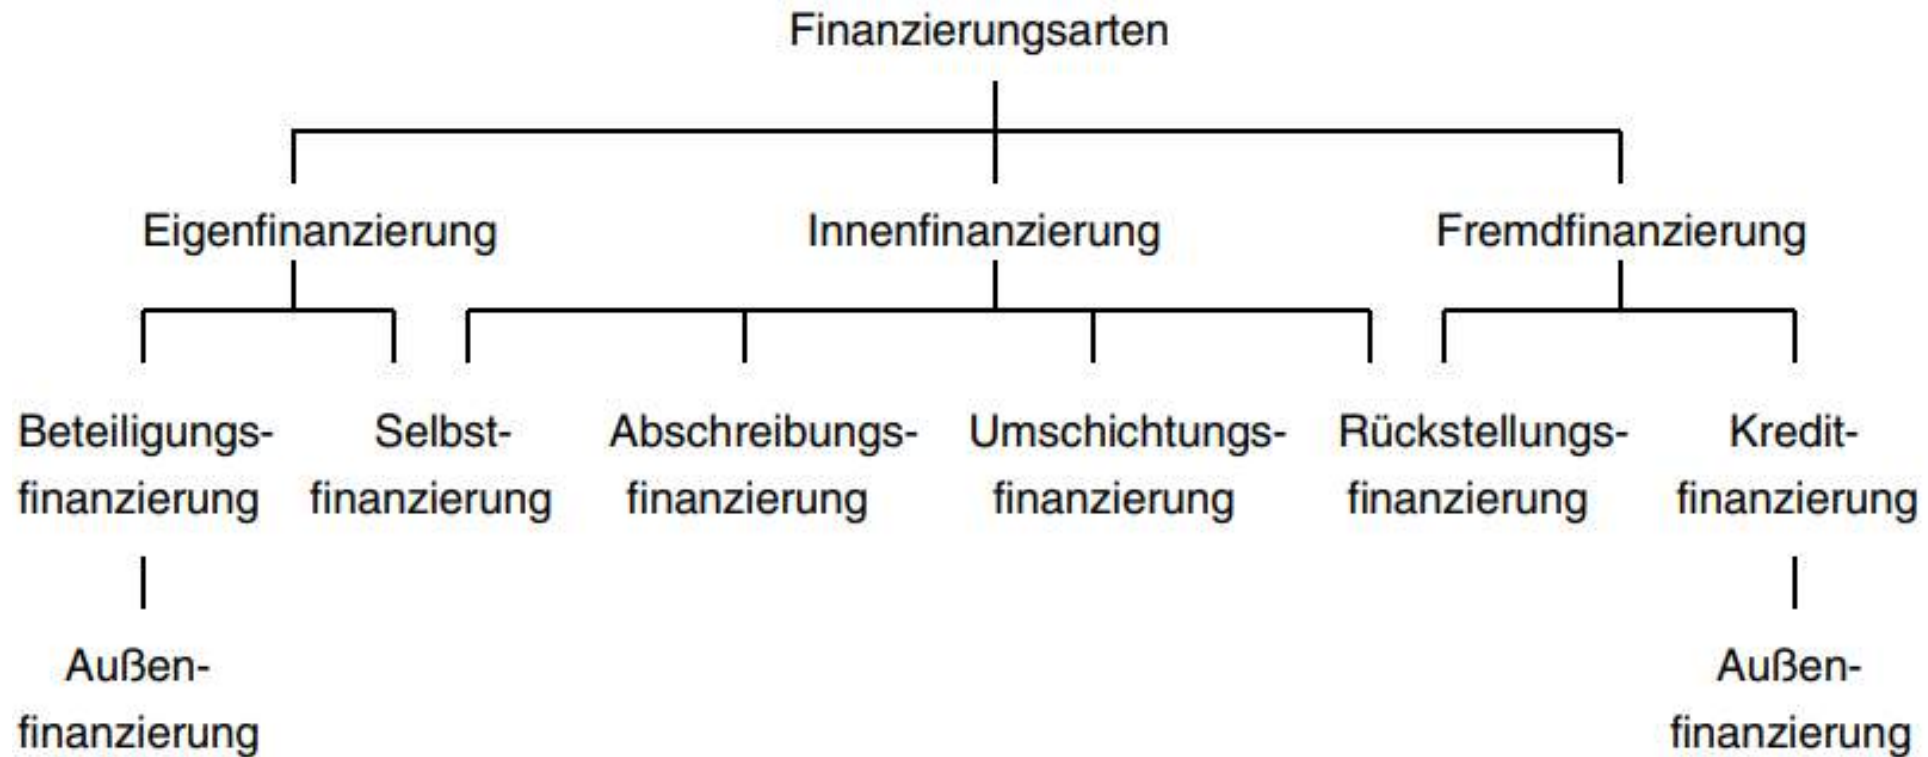 Finanzierungsarten
Eigenfinanzierung Innenfinanzierung Fremdfinanzierung
Beteiligungs- Selbst- Abschreibungs- Umschichtungs- Rückstellungs- Kredit-
finanzierung finanzierung finanzierung finanzierung finanzierung finanzierung
Außen- Außen-
finanzierung finanzierung